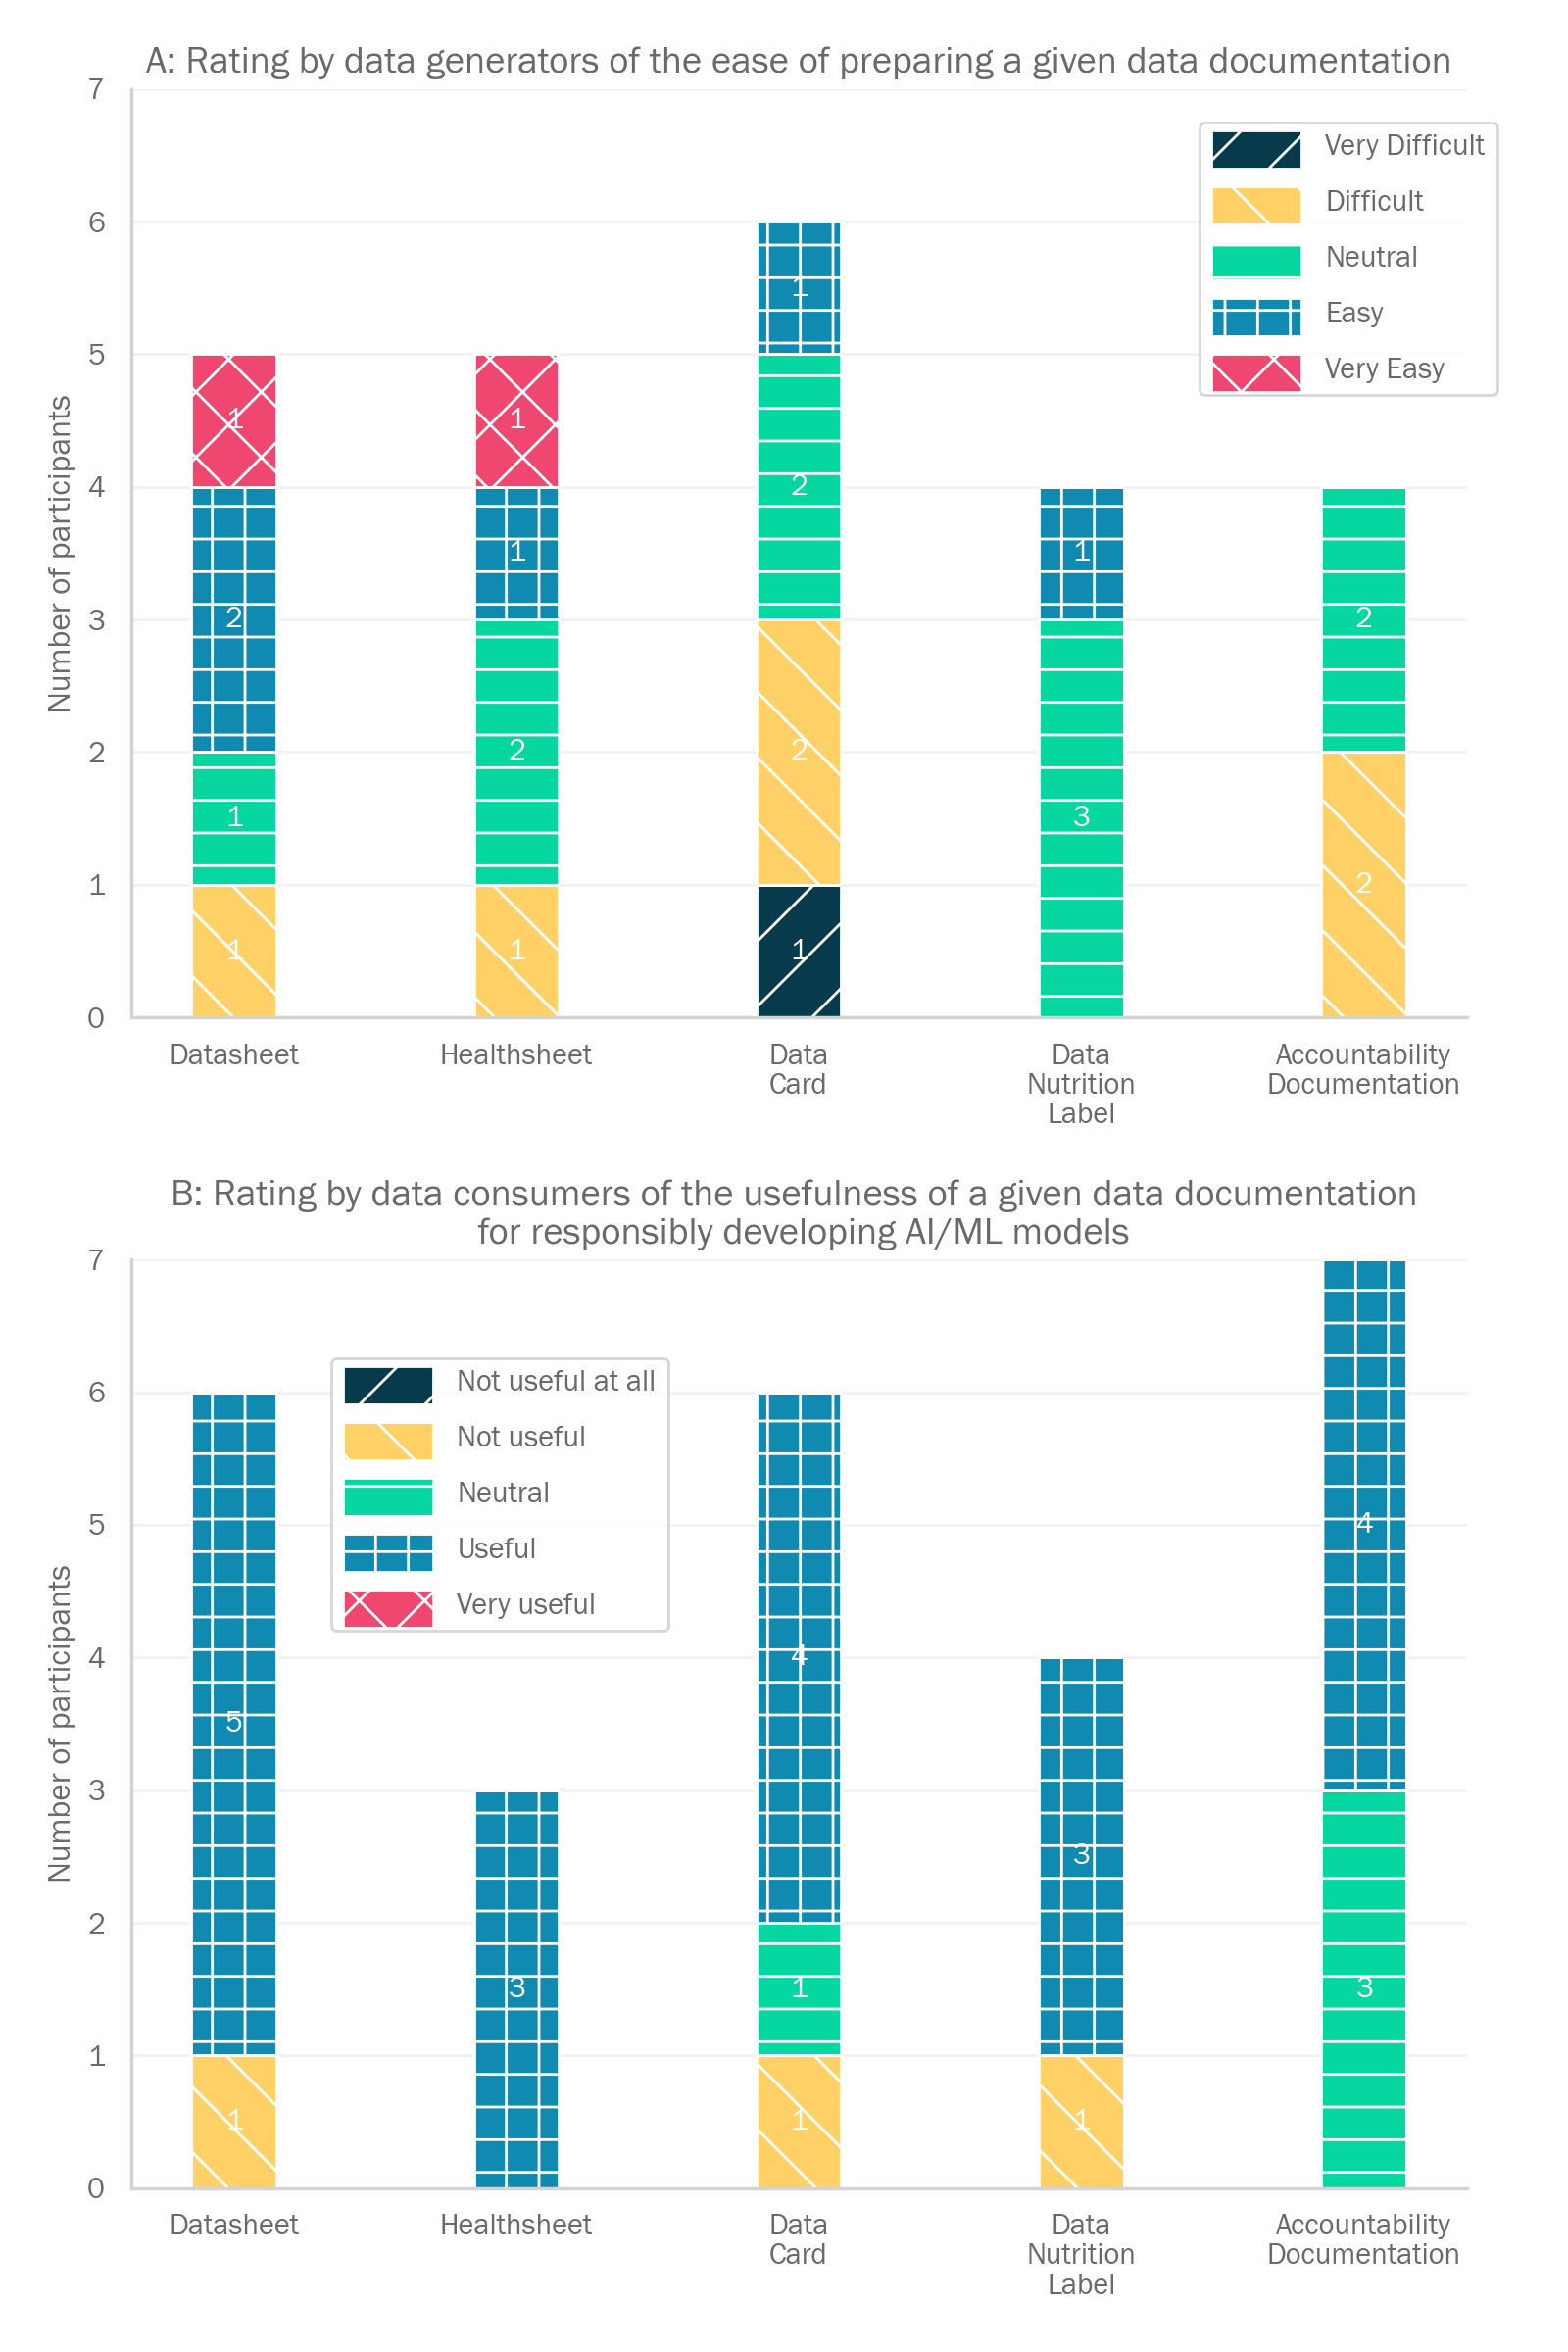 A: Rating by data generators of the ease of preparing a given data documentation
7
6
5
4
3
2
1
0
Number of participants
Very Difficult
Difficult
Neutral
Easy
Very Easy
1
2
1
1
1
1
2
1
1
2
2
1
1
3
2
2
Datasheet
Healthsheet
Data
Card
Data
Nutrition
Label
Accountability
Documentation
B: Rating by data consumers of the usefulness of a given data documentation
for responsibly developing AI/ML models
7
6
5
4
3
2
1
0
Number of participants
Not useful at all
Not useful
Neutral
Useful
Very useful
5
1
3
4
1
1
3
1
4
3
Datasheet
Healthsheet
Data
Card
Data
Nutrition
Label
Accountability
Documentation